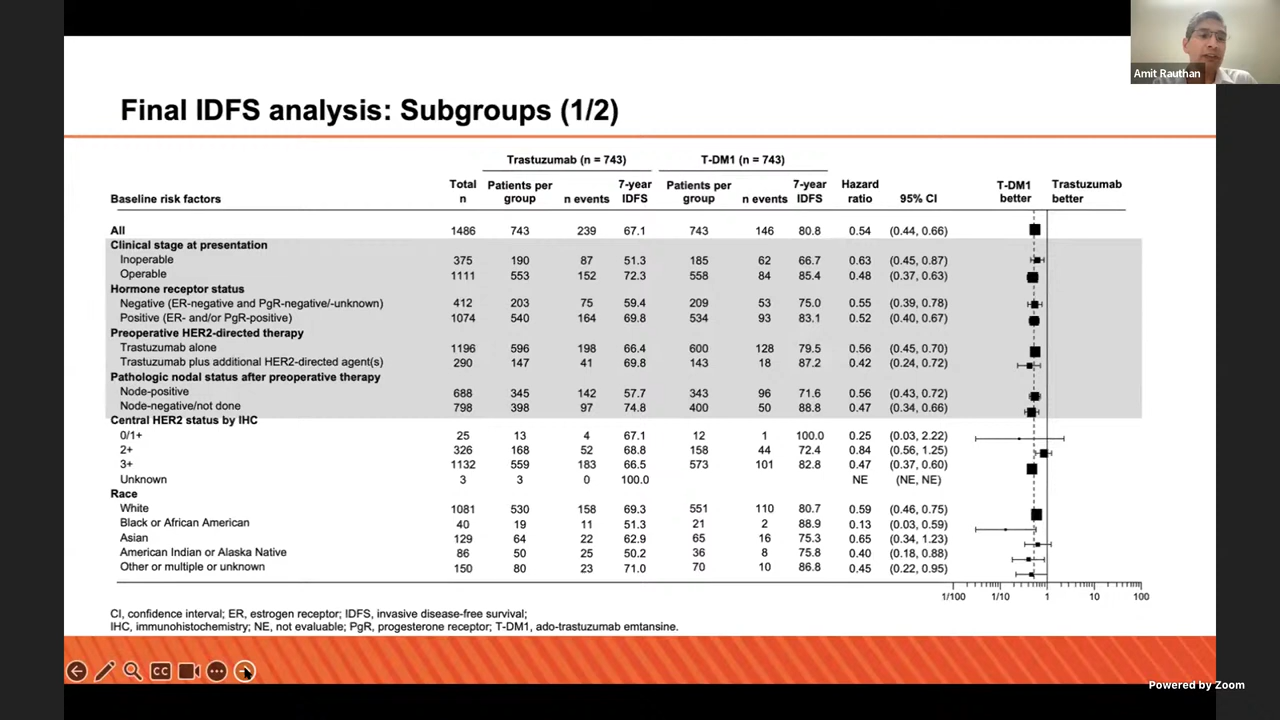 Amit Rauthan
Final IDFS analysis: Subgroups (1/2)
Trastuzumab (n = 743) T-DM1 (n = 743)
Baseline risk factors Total n Patients per group n events 7-year IDFS Patients per group n events 7-year IDFS Hazard ratio 95% CI T-DM1 better Trastuzumab better
All 1486 743 239 67.1 743 146 80.8 0.54 (0.44, 0.66)
Clinical stage at presentation
Inoperable 375 190 87 51.3 185 62 66.7 0.63 (0.45, 0.87)
Operable 1111 553 152 72.3 558 84 85.4 0.48 (0.37, 0.63)
Hormone receptor status
Negative (ER-negative and PgR-negative/-unknown) 412 203 75 59.4 209 53 75.0 0.55 (0.39, 0.78)
Positive (ER- and/or PgR-positive) 1074 540 164 69.8 534 93 83.1 0.52 (0.40, 0.67)
Preoperative HER2-directed therapy
Trastuzumab alone 1196 596 198 66.4 600 128 79.5 0.56 (0.45, 0.70)
Trastuzumab plus additional HER2-directed agent(s) 290 147 41 69.8 143 18 87.2 0.42 (0.24, 0.72)
Pathologic nodal status after preoperative therapy
Node-positive 688 345 142 57.7 343 96 71.6 0.56 (0.43, 0.72)
Node-negative/not done 798 398 97 74.8 400 50 88.8 0.47 (0.34, 0.66)
Central HER2 status by IHC
0/1+ 25 13 4 67.1 12 1 100.0 0.25 (0.03, 2.22)
2+ 326 168 52 68.8 158 44 72.4 0.84 (0.56, 1.25)
3+ 1132 559 183 66.5 573 101 82.8 0.47 (0.37, 0.60)
Unknown 3 3 0 100.0 NE (NE, NE)
Race
White 1081 530 158 69.3 551 110 80.7 0.59 (0.46, 0.75)
Black or African American 40 19 11 51.3 21 2 88.9 0.13 (0.03, 0.59)
Asian 129 64 22 62.9 65 16 75.3 0.65 (0.34, 1.23)
American Indian or Alaska Native 86 50 25 50.2 36 8 75.8 0.40 (0.18, 0.88)
Other or multiple or unknown 150 80 23 71.0 70 10 86.8 0.45 (0.22, 0.95)
1/100 1/10 1 10 100
CI, confidence interval; ER, estrogen receptor; IDFS, invasive disease-free survival;
IHC, immunohistochemistry; NE, not evaluable; PgR, progesterone receptor; T-DM1, ado-trastuzumab emtansine.
CC
Powered by Zoom